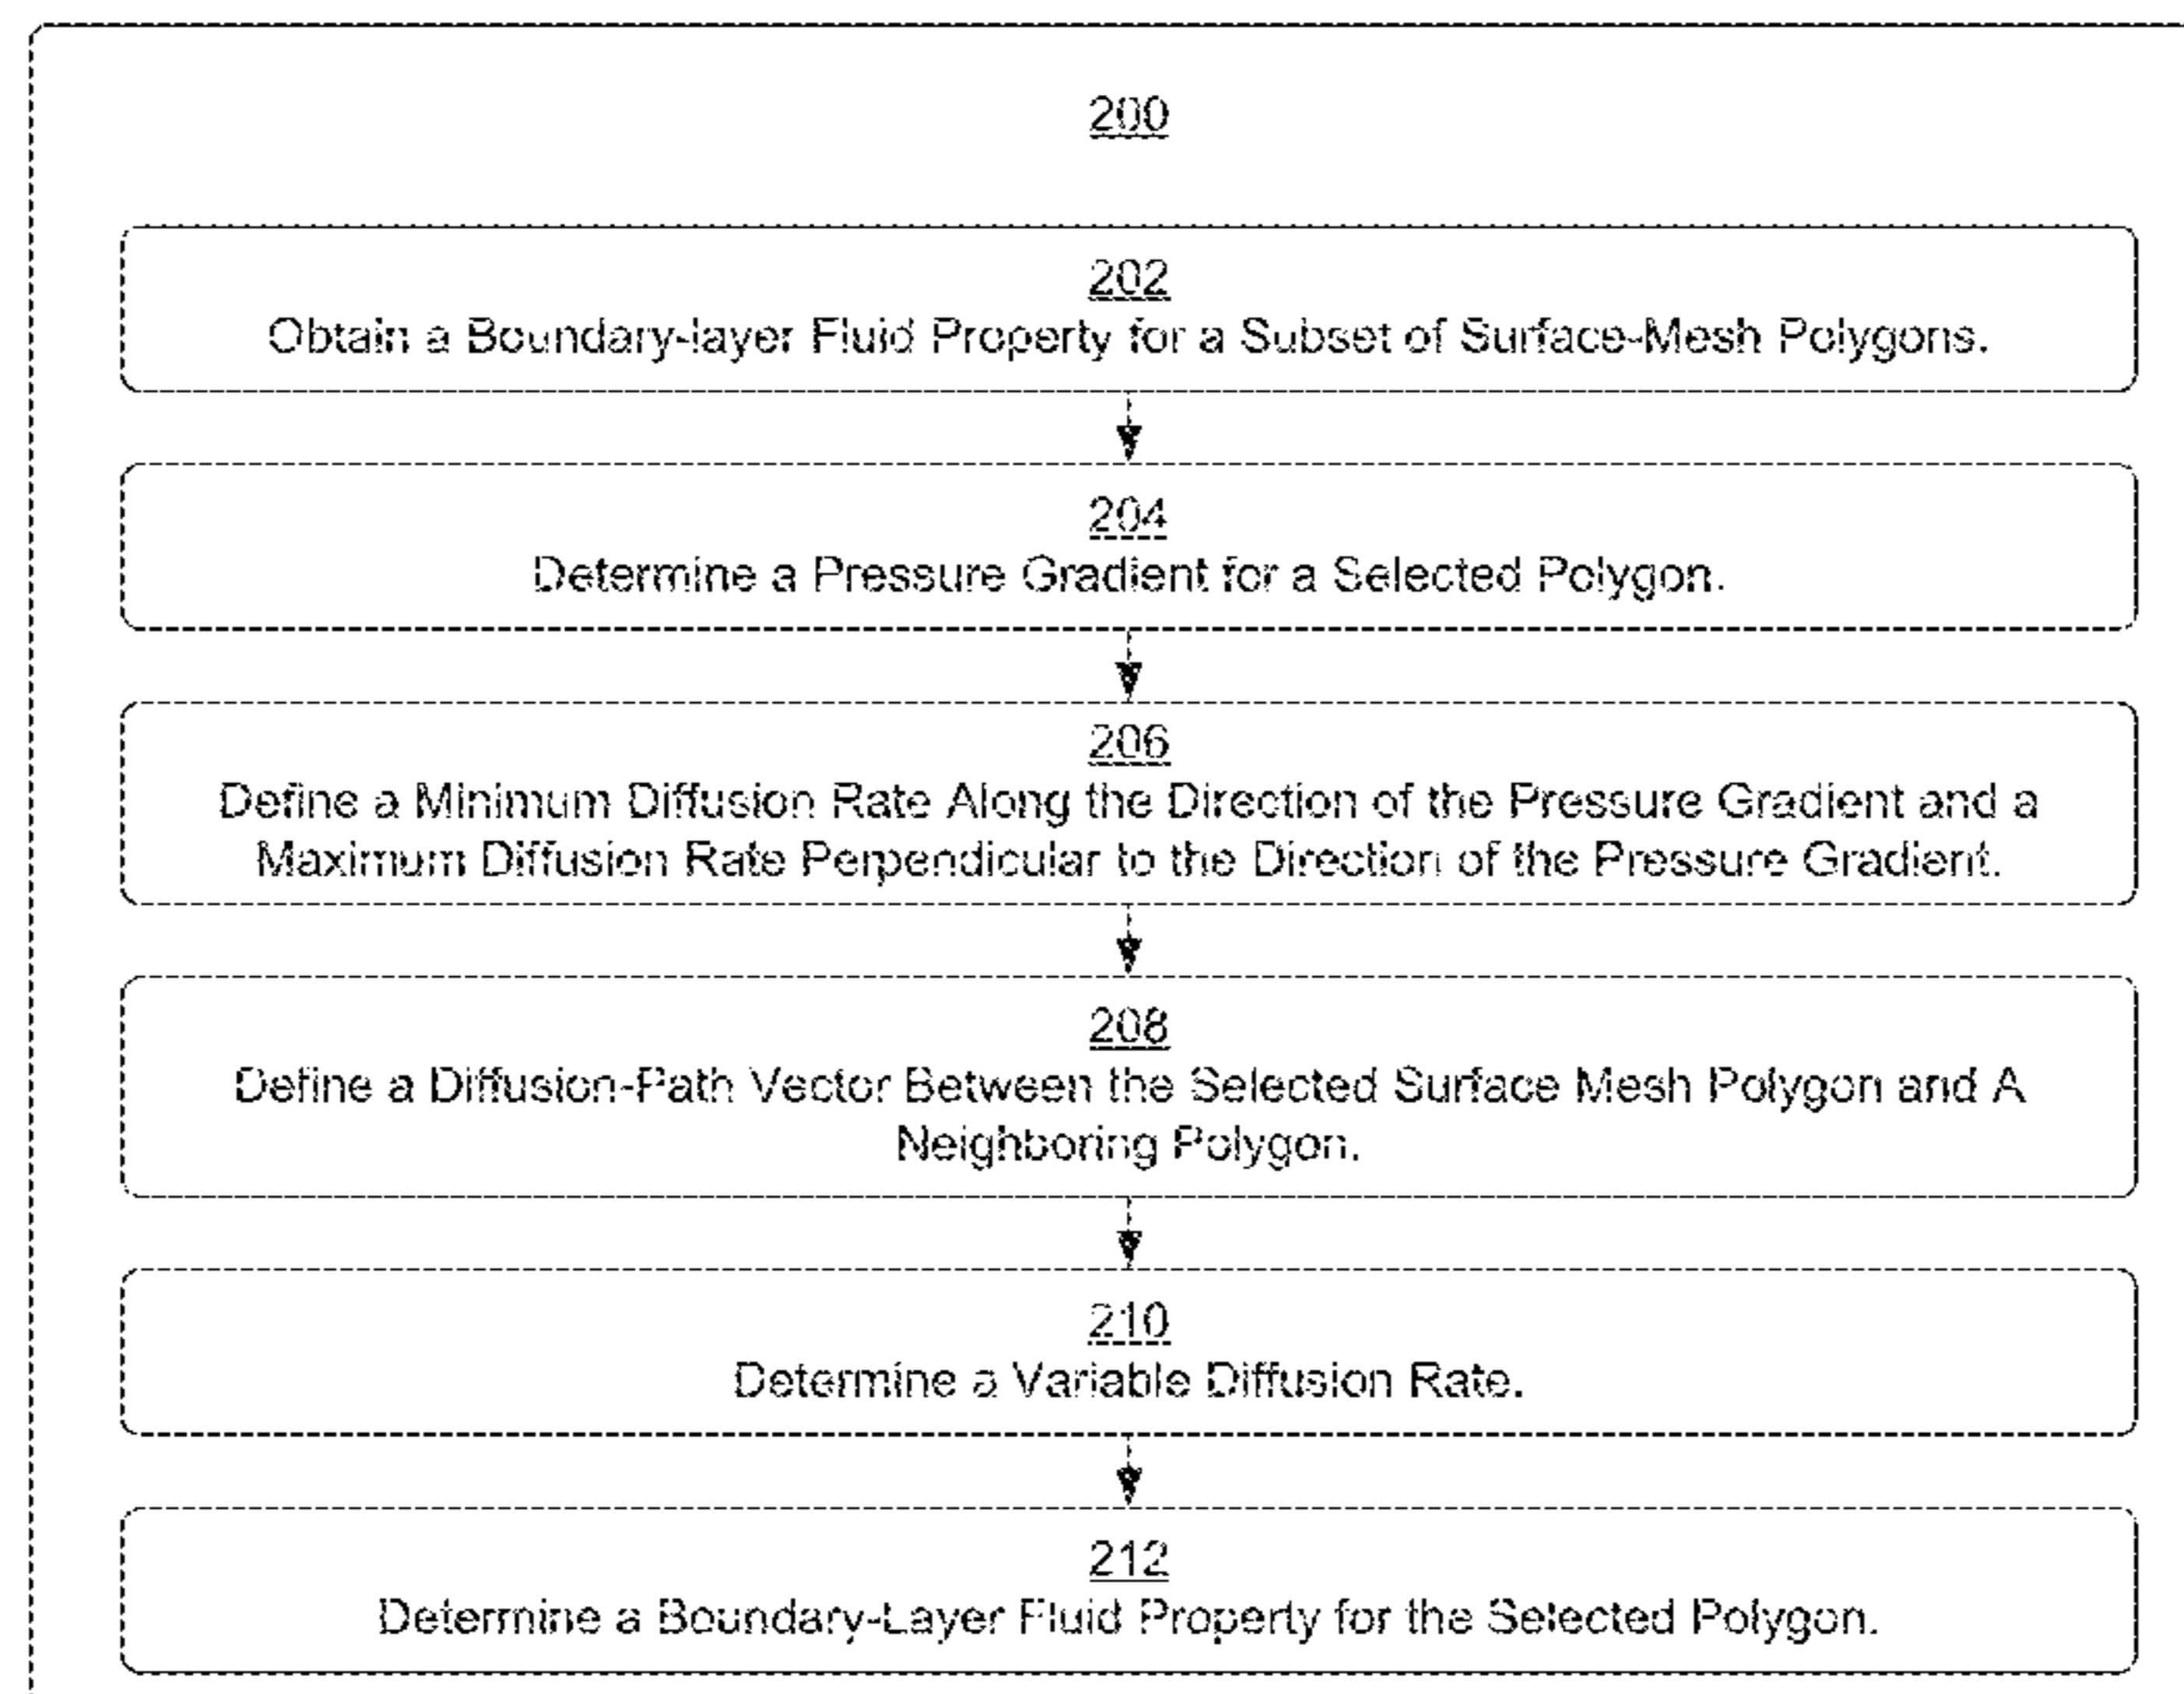 200
202
Obtain a Boundary-layer Fluid Property for a Subset of Surface-Mesh Polygons.
204
Determine a Pressure Gradient for a Selected Polygon.
206
Define a Minimum Diffusion Rate Along the Direction of the Pressure Gradient and a
Maximum Diffusion Rate Perpendicular to the Direction of the Pressure Gradient.
208
Define a Diffusion-Path Vector Between the Selected Surface Mesh Polygon and A
Neighboring Polygon.
210
Determine a Variable Diffusion Rate.
212
Determine a Boundary-Layer Fluid Property for the Selected Polygon.